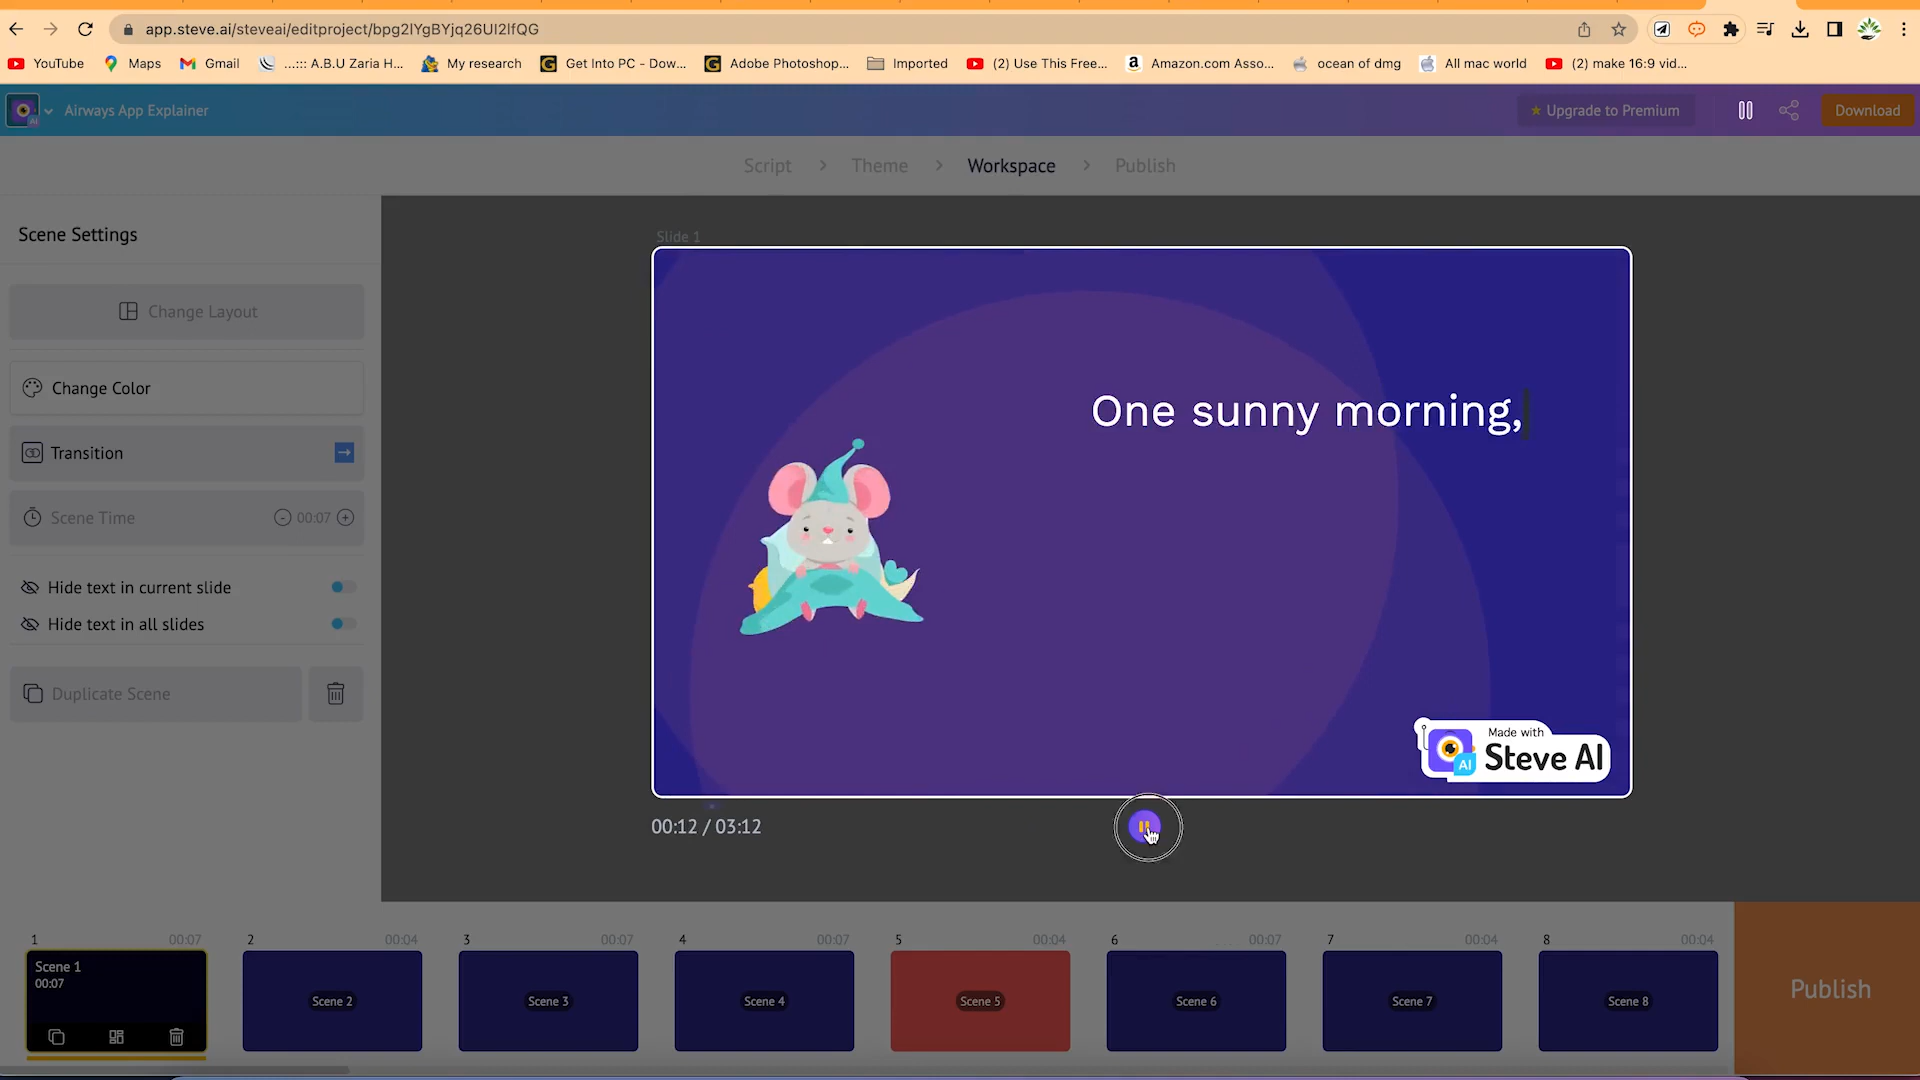 app.steve.ai/steveai/editproject/bpg2lYgBYjq26UI2lfQG
YouTube
Maps
Gmail
...::: A.B.U Zaria H...
My research
Get Into PC - Dow...
Adobe Photoshop...
Imported
(2) Use This Free...
Amazon.com Asso...
ocean of dmg
All mac world
(2) make 16:9 vid...
Airways App Explainer
Upgrade to Premium
Download
Script > Theme > Workspace > Publish
Scene Settings
Slide 1
Change Layout
Change Color
Transition
Scene Time
00:07
Hide text in current slide
Hide text in all slides
Duplicate Scene
One sunny morning,
Made with
Steve AI
AI
00:12 / 03:12
1 00:07
2 00:04
3 00:07
4 00:07
5 00:04
6 00:07
7 00:04
8 00:04
Scene 1
00:07
Scene 2
Scene 3
Scene 4
Scene 5
Scene 6
Scene 7
Scene 8
Publish